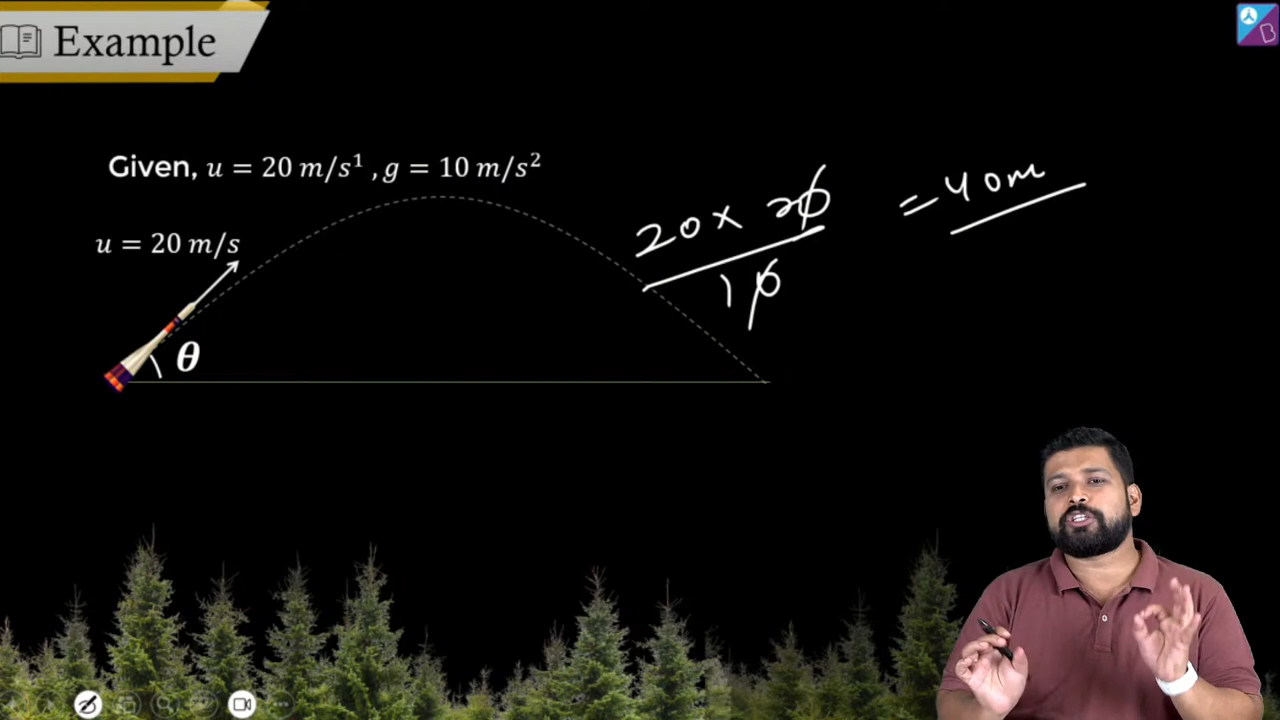 Example
Given, u = 20 m/s¹ , g = 10 m/s²
u = 20 m/s
θ
20 × 20
10
= 40m
B